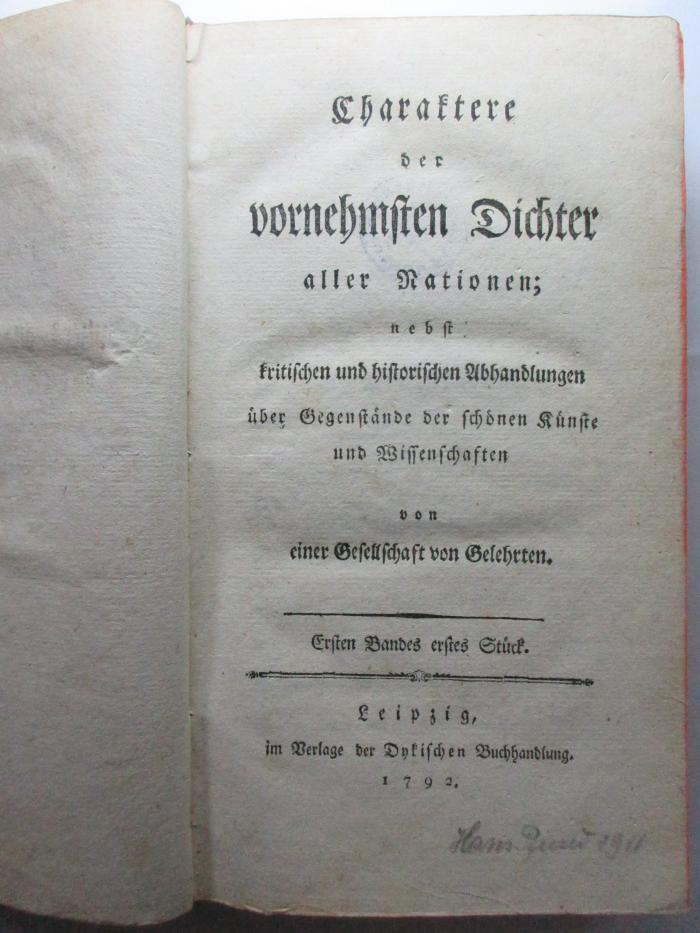 Charaktere
der
vornehmſten Dichter
aller Nationen;
nebſt
kritiſchen und hiſtoriſchen Abhandlungen
über Gegenſtände der ſchönen Künſte
und Wiſſenſchaften
von
einer Geſellſchaft von Gelehrten.
Erſten Bandes erſtes Stück.
Leipzig,
im Verlage der Dykiſchen Buchhandlung.
1792.
Hans